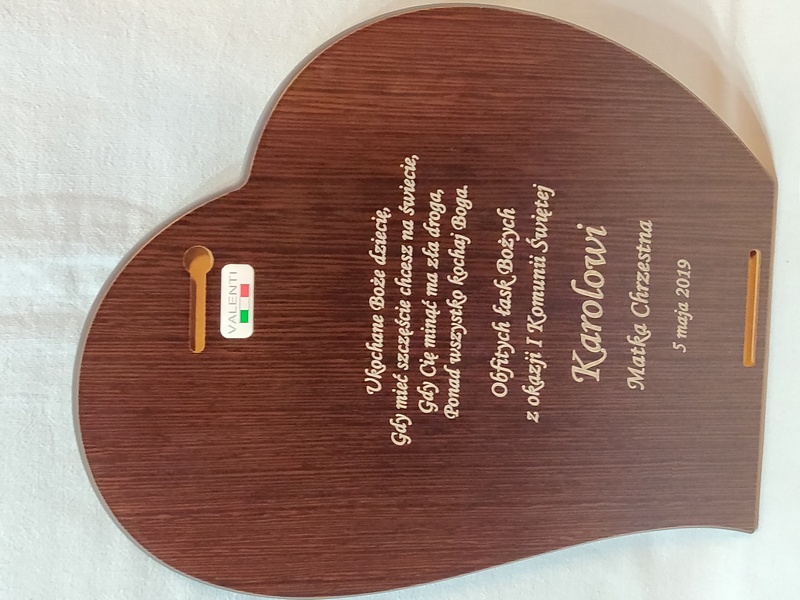 VALENTI
Ukochane Boże dziecię,
Gdy mieć szczęście chcesz na świecie,
Gdy Cię minąć ma zła droga,
Ponad wszystko kochaj Boga.
Obfitych łask Bożych
z okazji I Komunii Świętej
Karolowi
Matka Chrzestna
5 maja 2019